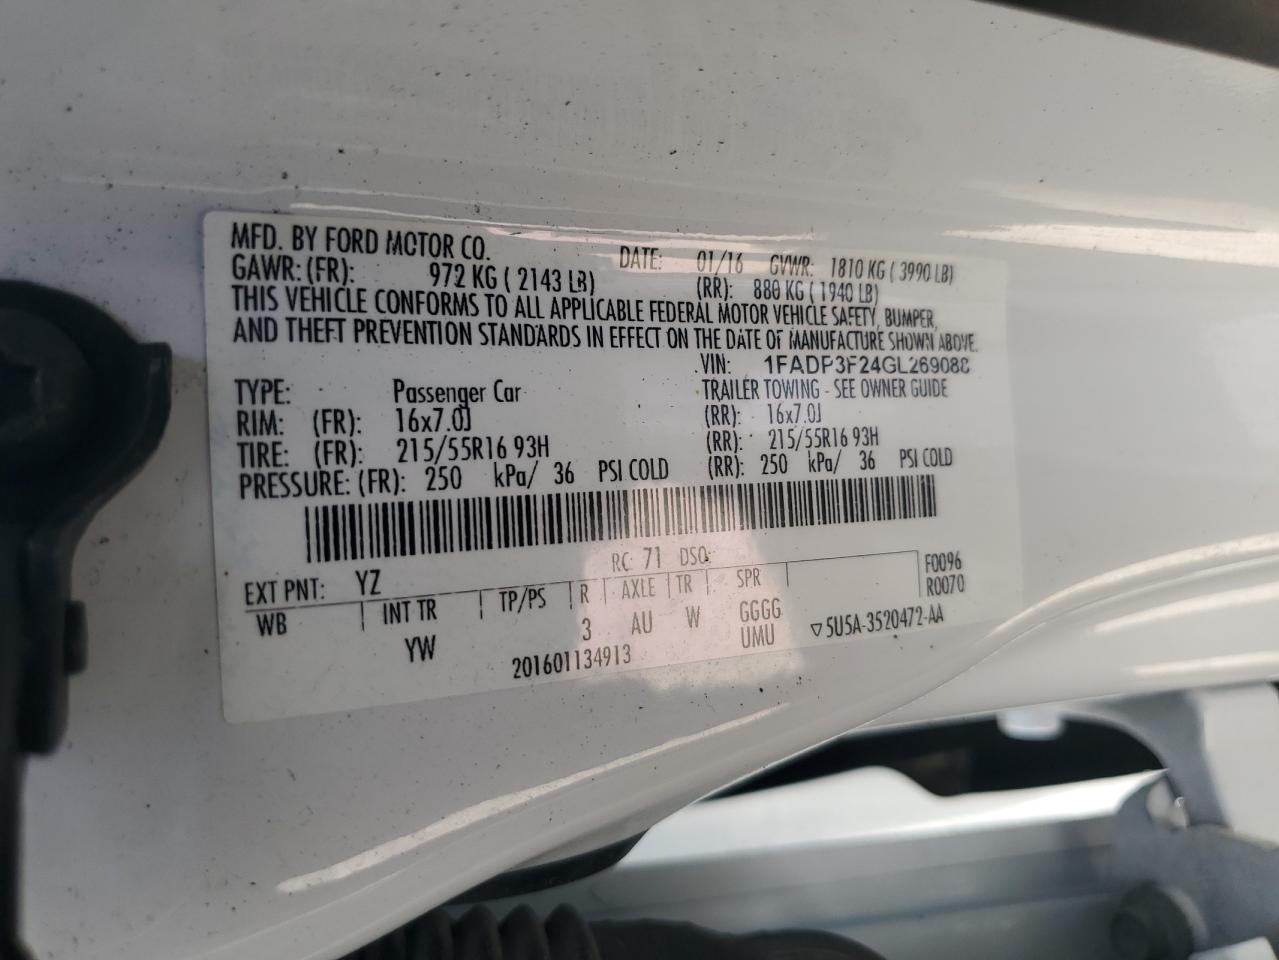 MFD. BY FORD MOTOR CO. DATE: 01/16 GVWR: 1810 KG ( 3990 LB)
GAWR: (FR): 972 KG ( 2143 LB) (RR): 880 KG ( 1940 LB)
THIS VEHICLE CONFORMS TO ALL APPLICABLE FEDERAL MOTOR VEHICLE SAFETY, BUMPER,
AND THEFT PREVENTION STANDARDS IN EFFECT ON THE DATE OF MANUFACTURE SHOWN ABOVE.
VIN: 1FADP3F24GL269088
TYPE: Passenger Car TRAILER TOWING - SEE OWNER GUIDE
RIM: (FR): 16x7.0J (RR): 16x7.0J
TIRE: (FR): 215/55R16 93H (RR): 215/55R16 93H
PRESSURE: (FR): 250 kPa/ 36 PSI COLD (RR): 250 kPa/ 36 PSI COLD
RC: 71 DSO:
EXT PNT: YZ F0096
WB INT TR TP/PS R AXLE TR SPR R0070
YW 3 AU W GGGG ▽5U5A-3520472-AA
UMU
201601134913